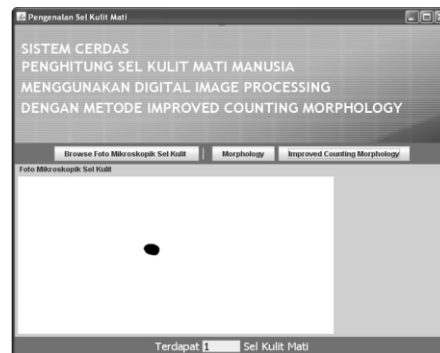 Pengenalan Sel Kulit Mati
SISTEM CERDAS
PENGHITUNG SEL KULIT MATI MANUSIA
MENGGUNAKAN DIGITAL IMAGE PROCESSING
DENGAN METODE IMPROVED COUNTING MORPHOLOGY
Browse Foto Mikroskopik Sel Kulit Morphology Improved Counting Morphology
Foto Mikroskopik Sel Kulit
Terdapat 1 Sel Kulit Mati